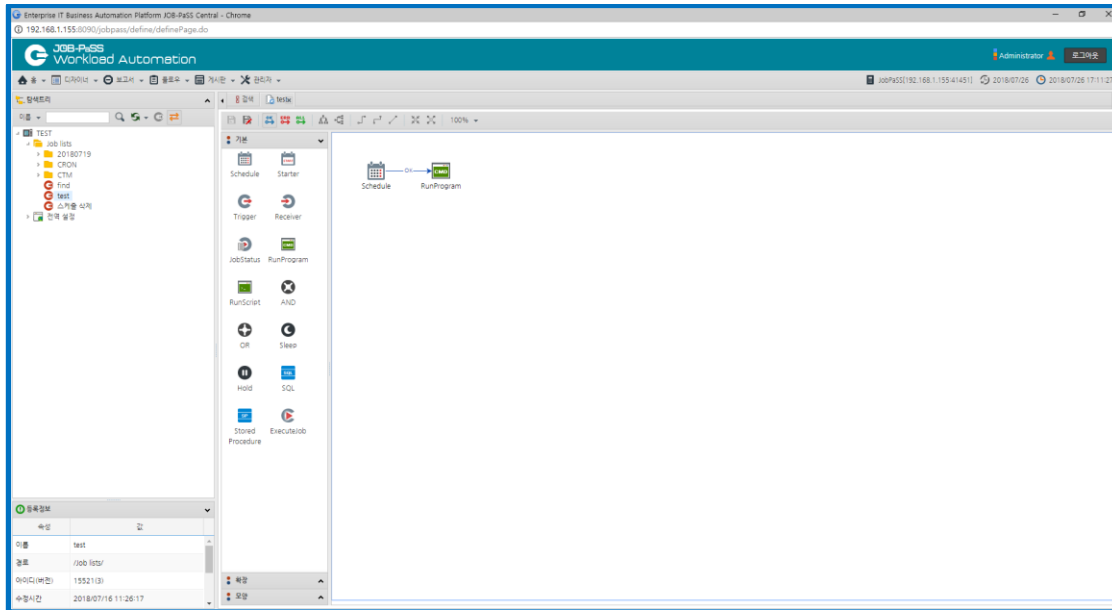 Enterprise IT Business Automation Platform JOB-PaSS Central - Chrome
192.168.1.155:8090/jobpass/define/definePage.do
JOB-PaSS
Workload Automation
Administrator 로그아웃
홈 디자이너 보고서 플로우 게시판 관리자
JobPaSS[192.168.1.155:41451] 2018/07/26 2018/07/26 17:11:27
탐색트리
검색 test
이름
100%
TEST
Job lists
20180719
CRON
CTM
find
test
스케줄 삭제
전역 설정
기본
Schedule Starter
Trigger Receiver
JobStatus RunProgram
RunScript AND
OR Sleep
Hold SQL
Stored Procedure ExecuteJob
확장
모양
Schedule On RunProgram
등록정보
속성 값
이름 test
경로 /Job lists/
아이디(버전) 15521(3)
수정시간 2018/07/16 11:26:17